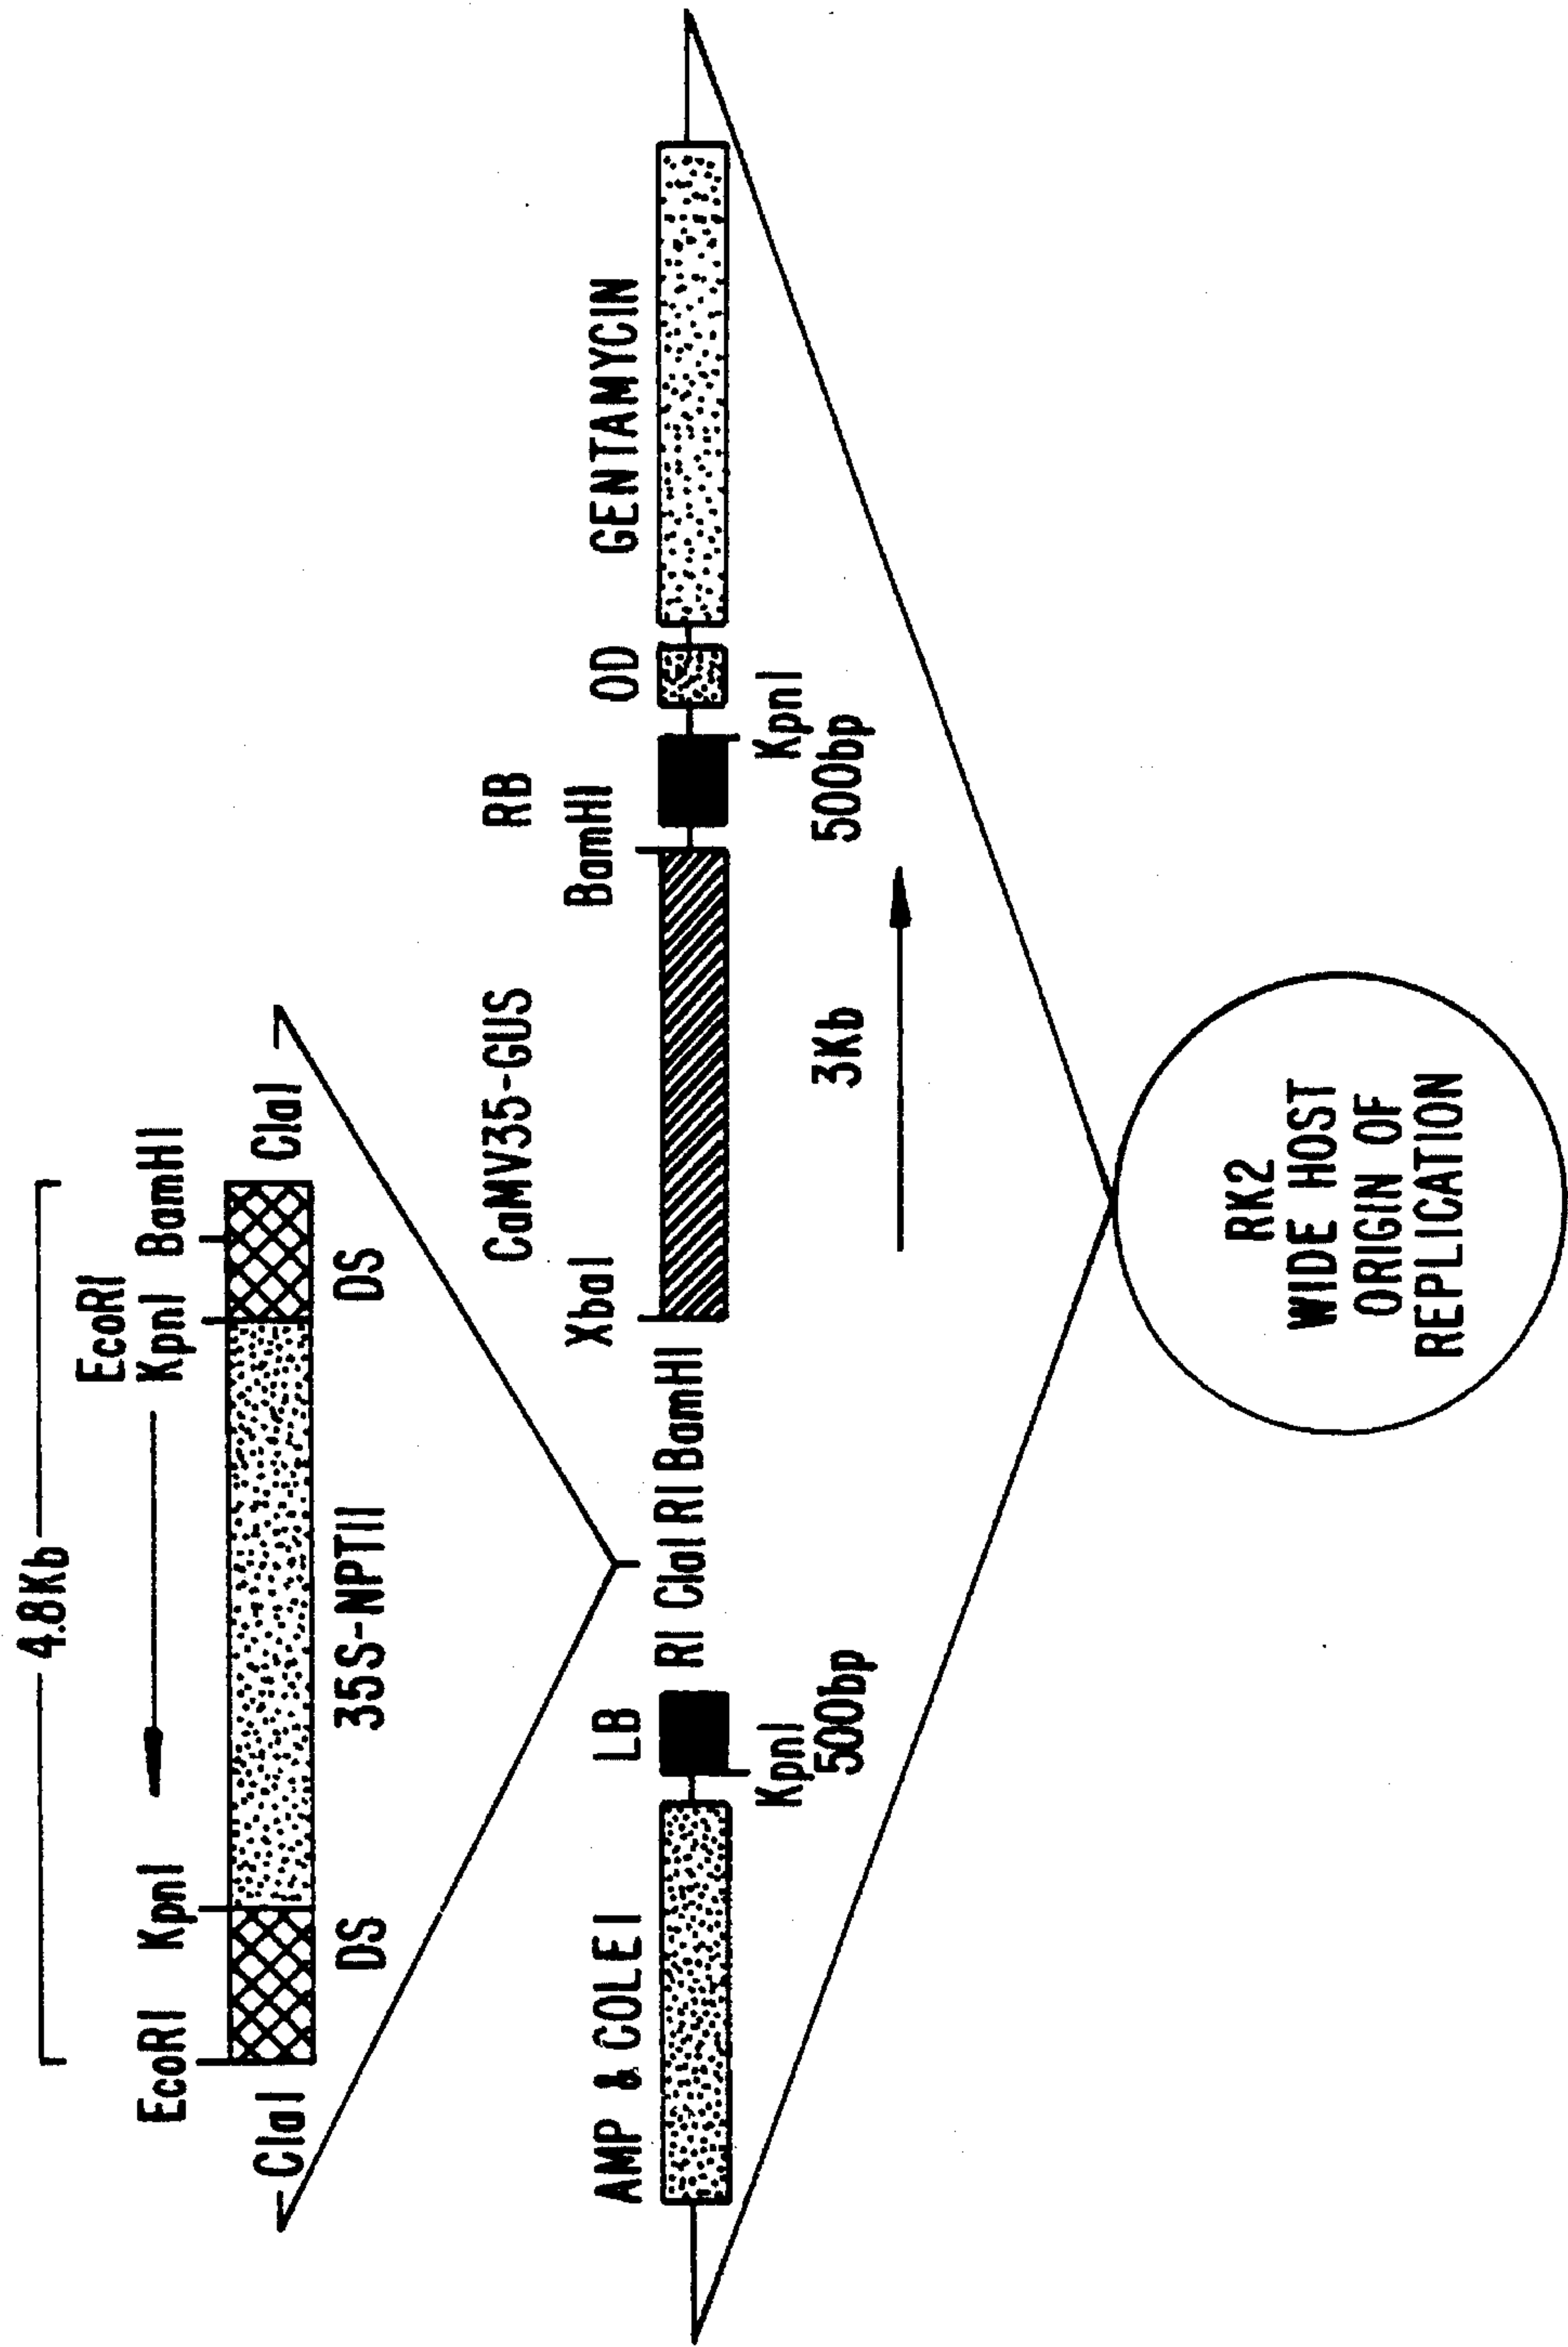 4.8Kb
EcoRI
EcoRI KpnI KpnI BamHI
ClaI ClaI
DS 35S-NPTII DS
CaMV35-GUS RB
XbaI BamHI
AMP & COLE I LB OD GENTAMYCIN
RI ClaI RI BamHI
KpnI KpnI
500bp 3Kb 500bp
RK2
WIDE HOST
ORIGIN OF
REPLICATION